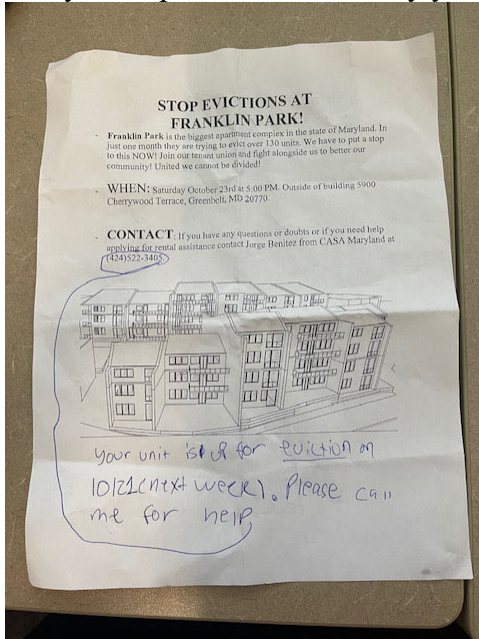 STOP EVICTIONS AT
FRANKLIN PARK!
- Franklin Park is the biggest apartment complex in the state of Maryland. In
just one month they are trying to evict over 130 units. We have to put a stop
to this NOW! Join our tenant union and fight alongside us to better our
community! United we cannot be divided!
- WHEN: Saturday October 23rd at 5:00 PM. Outside of building 5900
Cherrywood Terrace, Greenbelt, MD 20770.
- CONTACT: If you have any questions or doubts or if you need help
applying for rental assistance contact Jorge Benitez from CASA Maryland at
(424)522-3405
your unit is up for eviction on
10/21(next week). Please call
me for help